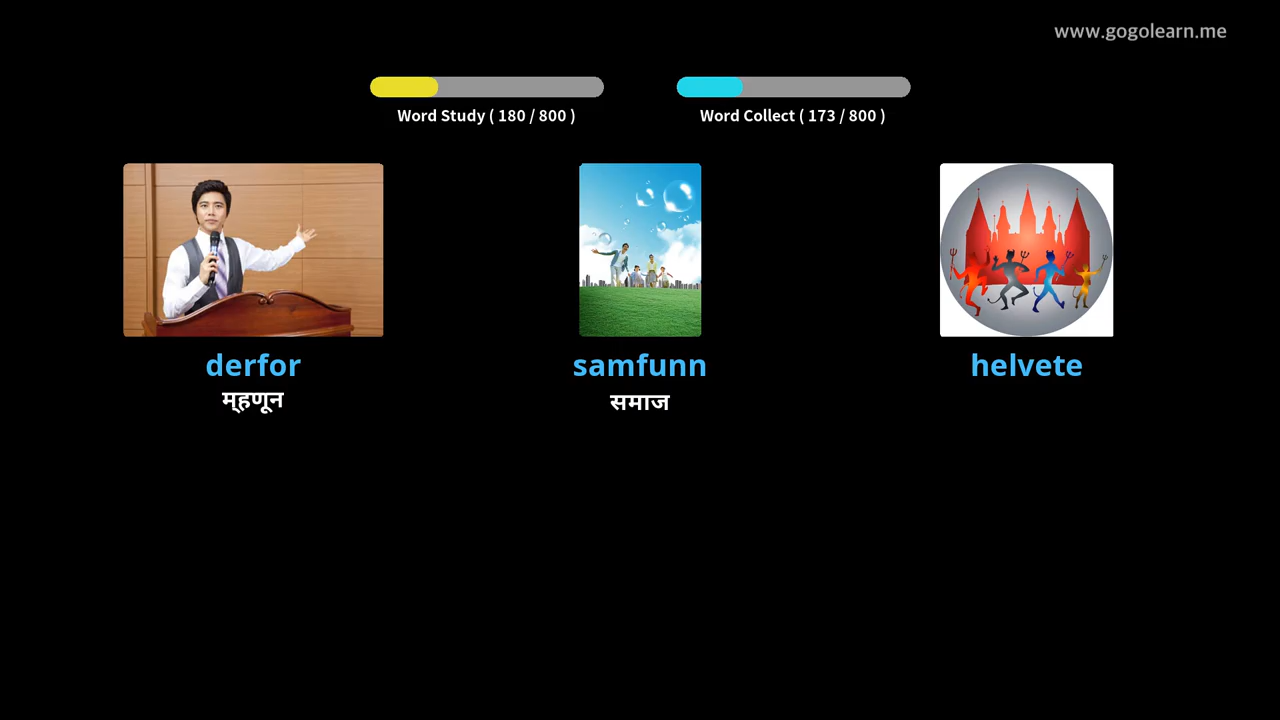 www.gogolearn.me
Word Study ( 180 / 800 )
Word Collect ( 173 / 800 )
derfor
म्हणून
samfunn
समाज
helvete